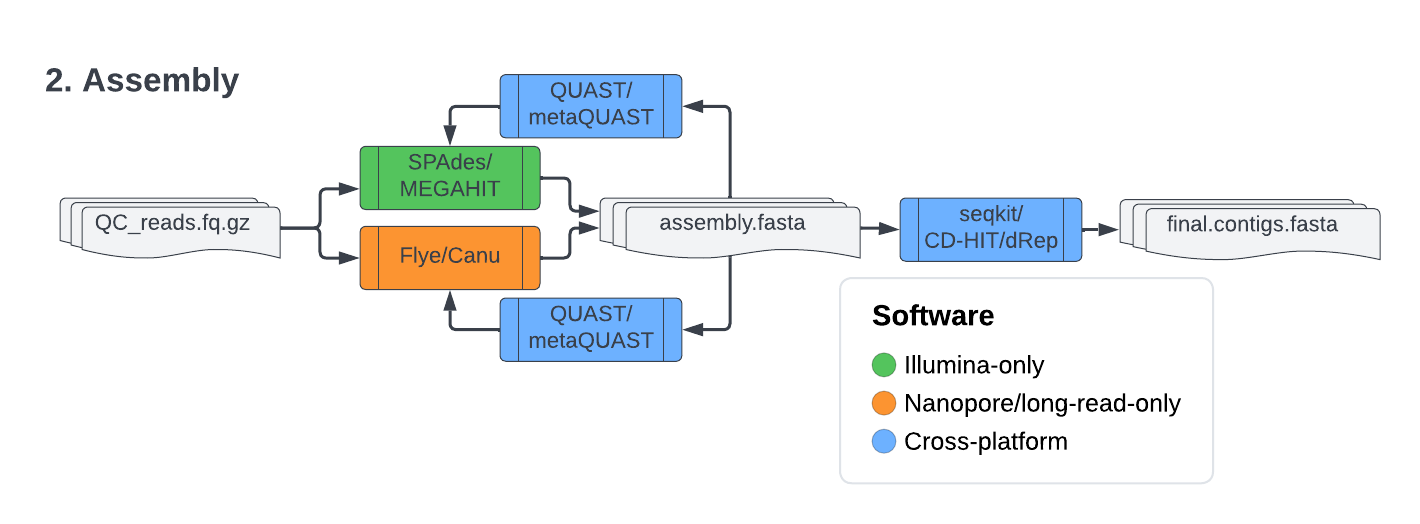 2. Assembly
QUAST/
metaQUAST
SPAdes/
MEGAHIT
QC_reads.fq.gz
assembly.fasta
seqkit/
CD-HIT/dRep
final.contigs.fasta
Flye/Canu
QUAST/
metaQUAST
Software
Illumina-only
Nanopore/long-read-only
Cross-platform